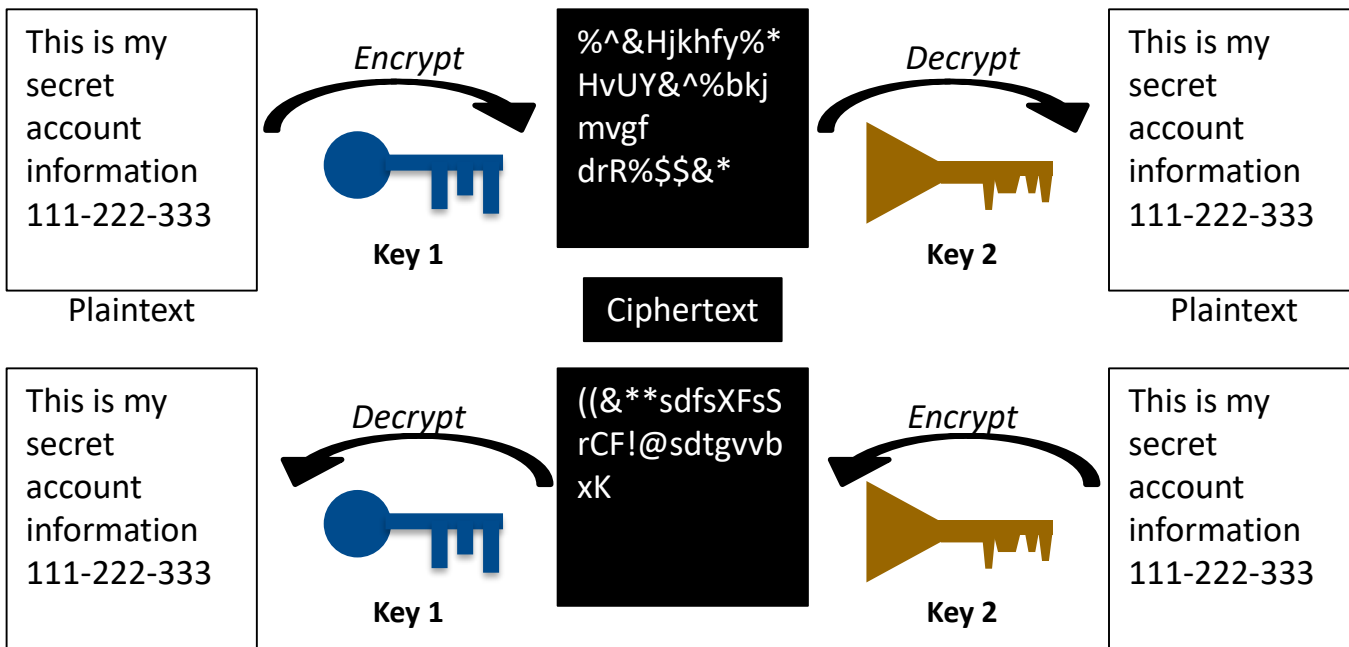 This is my
secret
account
information
111-222-333
Plaintext
Encrypt
Key 1
%^&Hjkhfy%*
HvUY&^%bkj
mvgf
drR%$$&*
Ciphertext
Decrypt
Key 2
This is my
secret
account
information
111-222-333
Plaintext
This is my
secret
account
information
111-222-333
Decrypt
Key 1
((&**sdfsXFsS
rCF!@sdtgvvb
xK
Encrypt
Key 2
This is my
secret
account
information
111-222-333